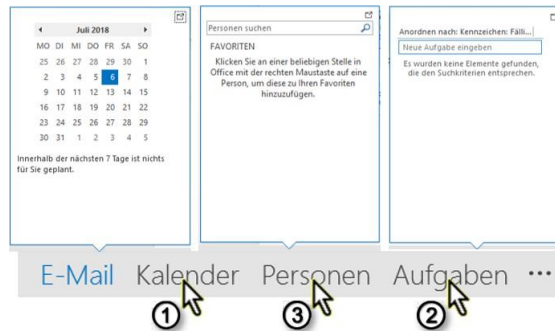 Juli 2018
MO DI MI DO FR SA SO
25 26 27 28 29 30 1
2 3 4 5 6 7 8
9 10 11 12 13 14 15
16 17 18 19 20 21 22
23 24 25 26 27 28 29
30 31 1 2 3 4 5
Innerhalb der nächsten 7 Tage ist nichts
für Sie geplant.
Personen suchen
FAVORITEN
Klicken Sie an einer beliebigen Stelle in
Office mit der rechten Maustaste auf eine
Person, um diese zu Ihren Favoriten
hinzuzufügen.
Anordnen nach: Kennzeichen: Fälli...
Neue Aufgabe eingeben
Es wurden keine Elemente gefunden,
die den Suchkriterien entsprechen.
E-Mail Kalender Personen Aufgaben ...
1 3 2